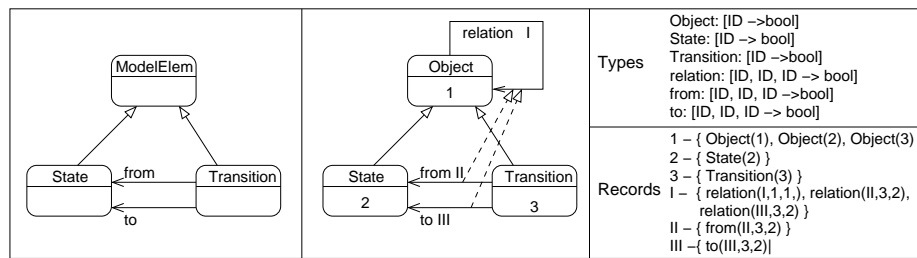 ModelElem
State
from
Transition
to
relation I
Object
1
State
2
from II
to III
Transition
3
Types
Object: [ID −>bool]
State: [ID −> bool]
Transition: [ID −>bool]
relation: [ID, ID, ID −> bool]
from: [ID, ID, ID −>bool]
to: [ID, ID, ID −> bool]
Records
1 − { Object(1), Object(2), Object(3)
2 − { State(2) }
3 − { Transition(3) }
I − { relation(I,1,1,), relation(II,3,2),
relation(III,3,2) }
II − { from(II,3,2) }
III −{ to(III,3,2)|